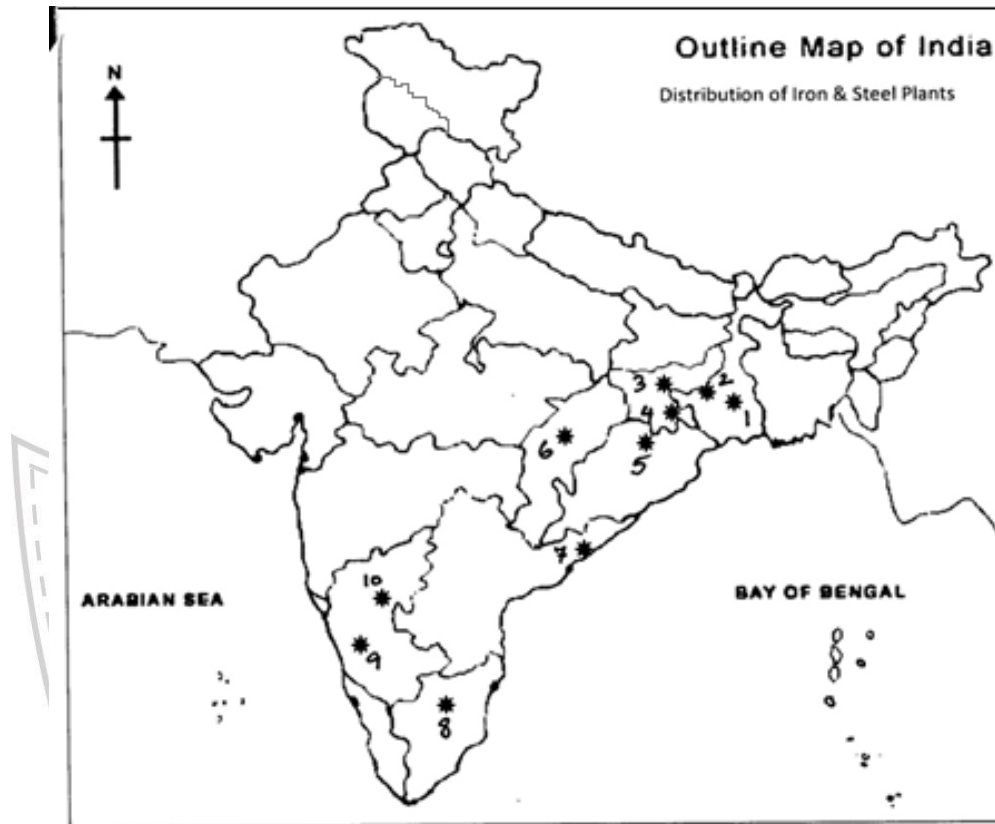 Outline Map of India
Distribution of Iron & Steel Plants
N
3
2
4
1
6
5
7
10
ARABIAN SEA
BAY OF BENGAL
9
8